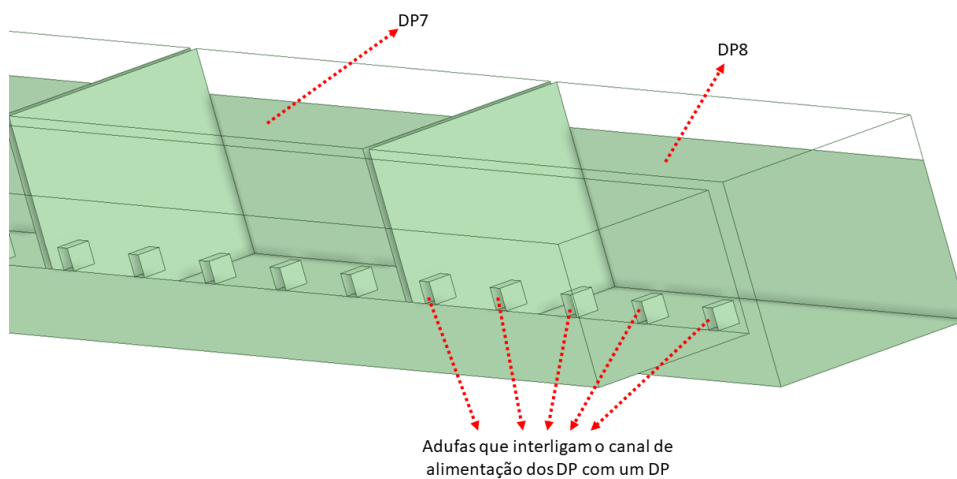 DP7
DP8
Adufas que interligam o canal de
alimentação dos DP com um DP